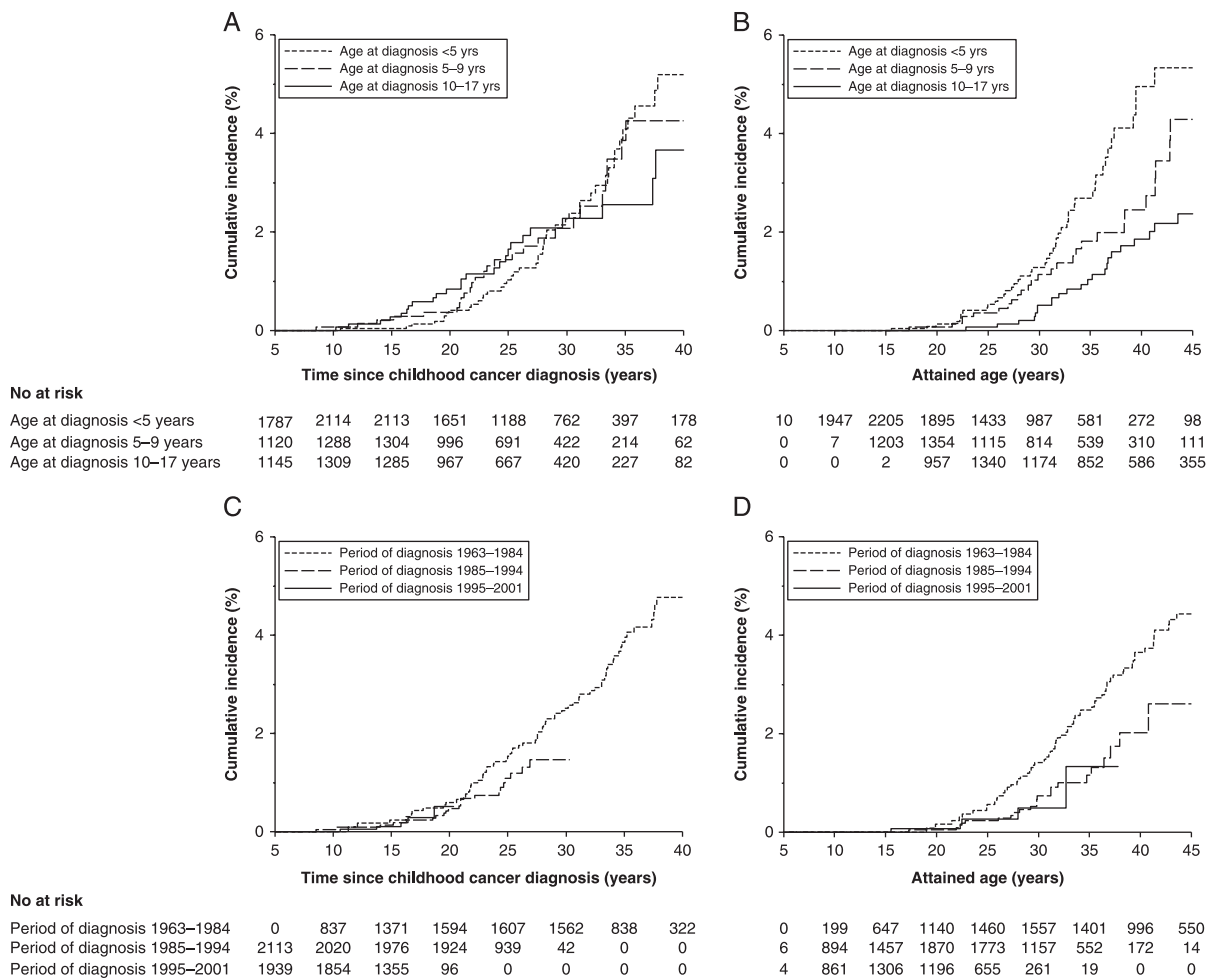 A
B
6
Age at diagnosis <5 yrs
Age at diagnosis 5–9 yrs
Age at diagnosis 10–17 yrs
4
2
0
Cumulative incidence (%)
5 10 15 20 25 30 35 40
Time since childhood cancer diagnosis (years)
6
Age at diagnosis <5 yrs
Age at diagnosis 5–9 yrs
Age at diagnosis 10–17 yrs
4
2
0
Cumulative incidence (%)
5 10 15 20 25 30 35 40 45
Attained age (years)
No at risk
Age at diagnosis <5 years 1787 2114 2113 1651 1188 762 397 178 10 1947 2205 1895 1433 987 581 272 98
Age at diagnosis 5–9 years 1120 1288 1304 996 691 422 214 62 0 7 1203 1354 1115 814 539 310 111
Age at diagnosis 10–17 years 1145 1309 1285 967 667 420 227 82 0 0 2 957 1340 1174 852 586 355
C
D
6
Period of diagnosis 1963–1984
Period of diagnosis 1985–1994
Period of diagnosis 1995–2001
4
2
0
Cumulative incidence (%)
5 10 15 20 25 30 35 40
Time since childhood cancer diagnosis (years)
6
Period of diagnosis 1963–1984
Period of diagnosis 1985–1994
Period of diagnosis 1995–2001
4
2
0
Cumulative incidence (%)
5 10 15 20 25 30 35 40 45
Attained age (years)
No at risk
Period of diagnosis 1963–1984 0 837 1371 1594 1607 1562 838 322 0 199 647 1140 1460 1557 1401 996 550
Period of diagnosis 1985–1994 2113 2020 1976 1924 939 42 0 0 6 894 1457 1870 1773 1157 552 172 14
Period of diagnosis 1995–2001 1939 1854 1355 96 0 0 0 0 4 861 1306 1196 655 261 19 0 0